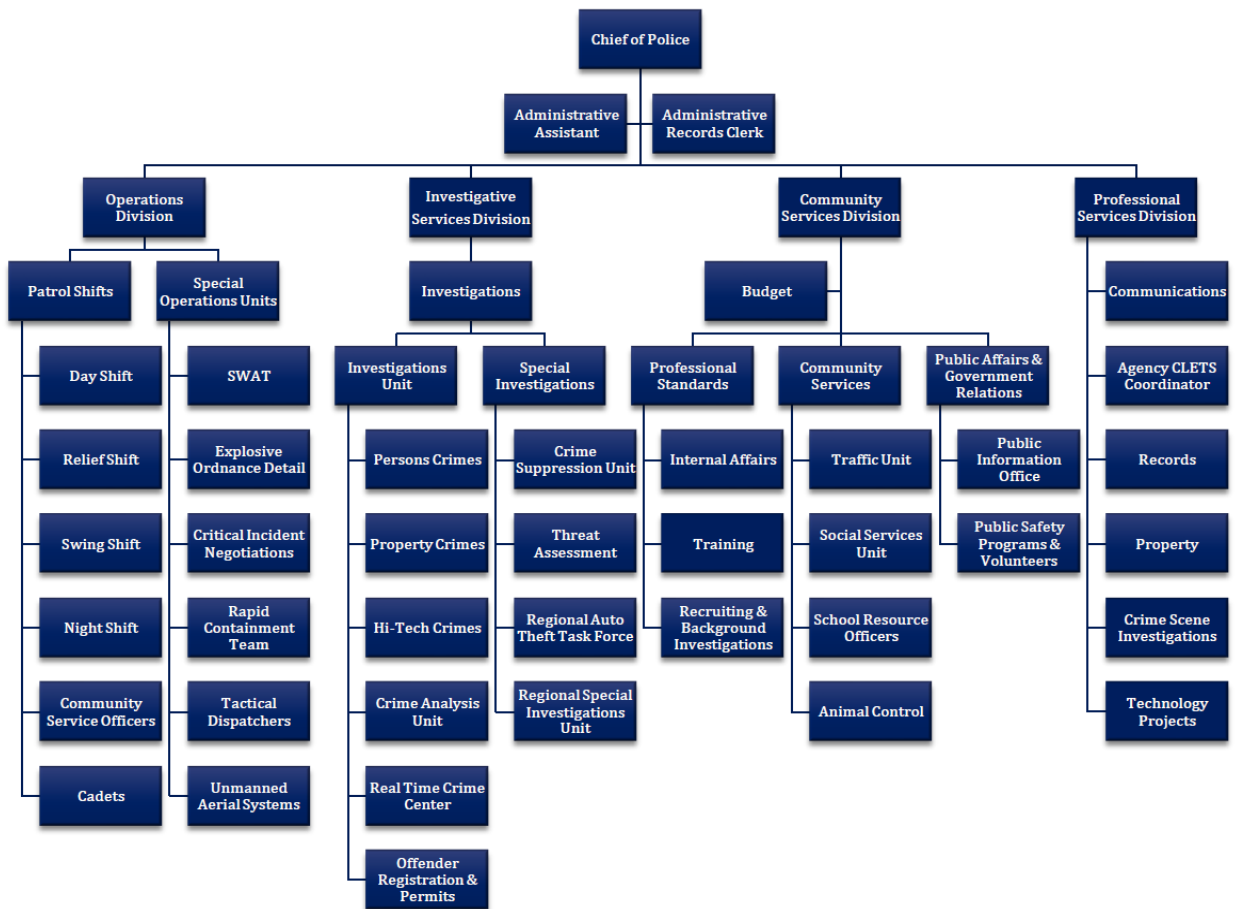 Chief of Police
Administrative
Assistant
Administrative
Records Clerk
Operations
Division
Investigative
Services Division
Community
Services Division
Professional
Services Division
Patrol Shifts
Special
Operations Units
Investigations
Budget
Communications
Day Shift
SWAT
Investigations
Unit
Special
Investigations
Professional
Standards
Community
Services
Public Affairs &
Government
Relations
Agency CLETS
Coordinator
Relief Shift
Explosive
Ordnance Detail
Persons Crimes
Crime
Suppression Unit
Internal Affairs
Traffic Unit
Public
Information
Office
Records
Swing Shift
Critical Incident
Negotiations
Property Crimes
Threat
Assessment
Training
Social Services
Unit
Public Safety
Programs &
Volunteers
Property
Night Shift
Rapid
Containment
Team
Hi-Tech Crimes
Regional Auto
Theft Task Force
Recruiting &
Background
Investigations
School Resource
Officers
Crime Scene
Investigations
Community
Service Officers
Tactical
Dispatchers
Crime Analysis
Unit
Regional Special
Investigations
Unit
Animal Control
Technology
Projects
Cadets
Unmanned
Aerial Systems
Real Time Crime
Center
Offender
Registration &
Permits